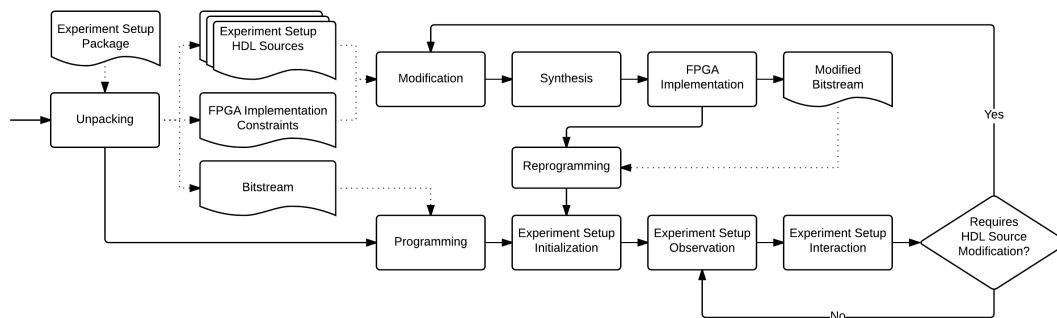 Experiment Setup
Package
Experiment Setup
HDL Sources
Modification
Synthesis
FPGA
Implementation
Modified
Bitstream
Unpacking
FPGA Implementation
Constraints
Yes
Reprogramming
Bitstream
Programming
Experiment Setup
Initialization
Experiment Setup
Observation
Experiment Setup
Interaction
Requires
HDL Source
Modification?
No